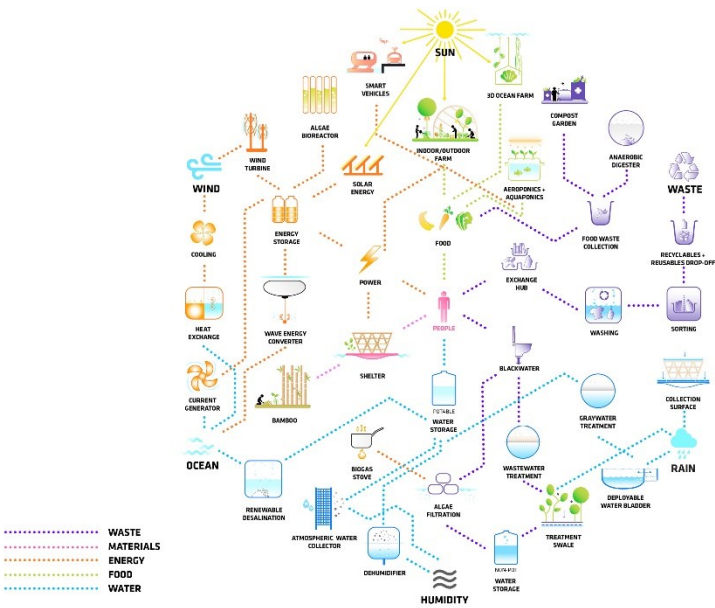 SUN
SMART
VEHICLES
3D OCEAN FARM
COMPOST
GARDEN
ALGAE
BIOREACTOR
INDOOR/OUTDOOR
FARM
ANAEROBIC
DIGESTER
WIND
TURBINE
WIND
SOLAR
ENERGY
AEROPONICS +
AQUAPONICS
WASTE
ENERGY
STORAGE
FOOD
FOOD WASTE
COLLECTION
RECYCLABLES +
REUSABLES DROP-OFF
COOLING
POWER
EXCHANGE
HUB
HEAT
EXCHANGE
WAVE ENERGY
CONVERTER
PEOPLE
WASHING
SORTING
SHELTER
BLACKWATER
CURRENT
GENERATOR
BAMBOO
POTABLE
WATER
STORAGE
GRAYWATER
TREATMENT
COLLECTION
SURFACE
OCEAN
BIOGAS
STOVE
WASTEWATER
TREATMENT
RAIN
RENEWABLE
DESALINATION
ALGAE
FILTRATION
DEPLOYABLE
WATER BLADDER
ATMOSPHERIC WATER
COLLECTOR
TREATMENT
SWALE
DEHUMIDIFIER
NON-POT
WATER
STORAGE
HUMIDITY
WASTE
MATERIALS
ENERGY
FOOD
WATER